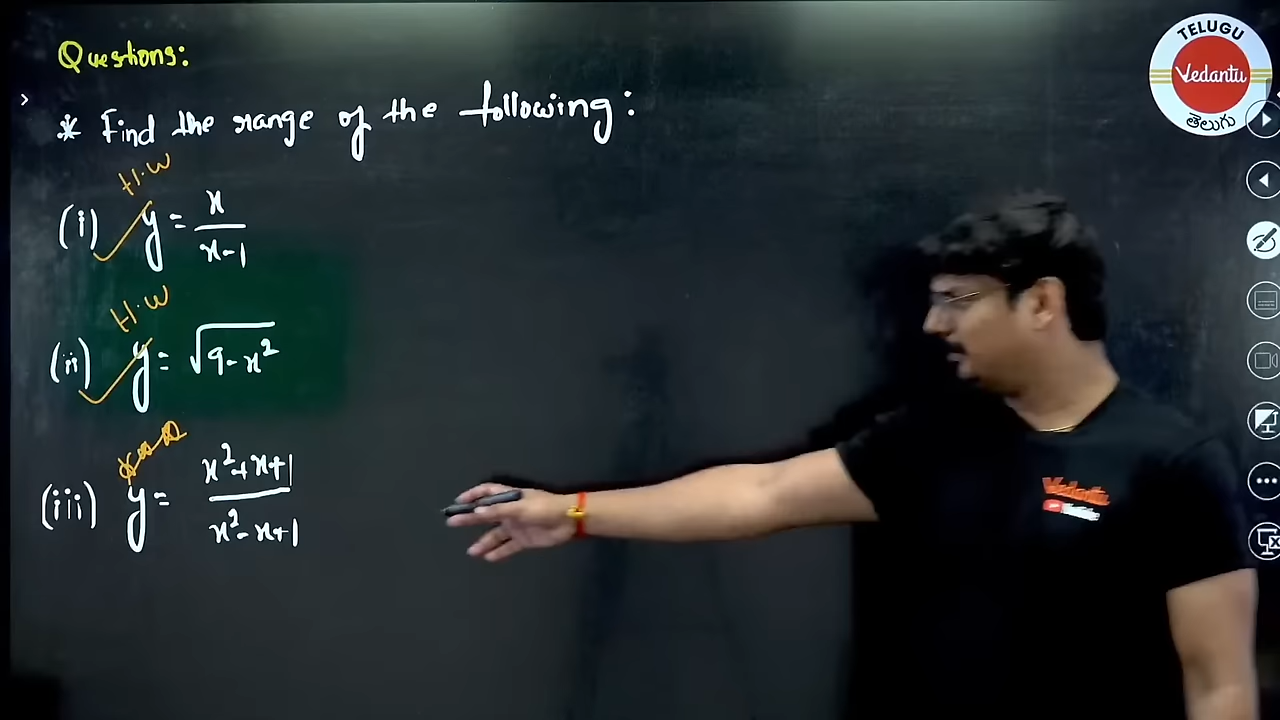 TELUGU
Vedantu
తెలుగు
Questions:
* Find the range of the following:
H.W
(i) y = x / x-1
H.W
(ii) y = √9-x²
(iii) y = x²+x+1 / x²-x+1
Vedantu